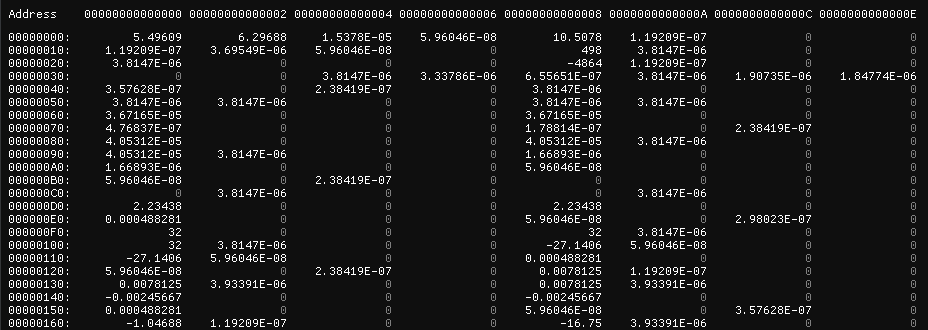 Address 0000000000000 0000000000002 0000000000004 0000000000006 0000000000008 000000000000A 000000000000C 000000000000E
00000000: 5.49609 6.29688 1.5378E-05 5.96046E-08 10.5078 1.19209E-07 0 0
00000010: 1.19209E-07 3.69549E-06 5.96046E-08 0 498 3.8147E-06 0 0
00000020: 3.8147E-06 0 0 0 -4864 1.19209E-07 0 0
00000030: 0 0 3.8147E-06 3.33786E-06 6.55651E-07 3.8147E-06 1.90735E-06 1.84774E-06
00000040: 3.57628E-07 0 2.38419E-07 0 3.8147E-06 0 0 0
00000050: 3.8147E-06 3.8147E-06 0 0 3.8147E-06 3.8147E-06 0 0
00000060: 3.67165E-05 0 0 0 3.67165E-05 0 0 0
00000070: 4.76837E-07 0 0 0 1.78814E-07 0 2.38419E-07 0
00000080: 4.05312E-05 0 0 0 4.05312E-05 3.8147E-06 0 0
00000090: 4.05312E-05 3.8147E-06 0 0 1.66893E-06 0 0 0
000000A0: 1.66893E-06 0 0 0 5.96046E-08 0 0 0
000000B0: 5.96046E-08 0 2.38419E-07 0 0 0 0 0
000000C0: 0 3.8147E-06 0 0 0 3.8147E-06 0 0
000000D0: 2.23438 0 0 0 2.23438 0 0 0
000000E0: 0.000488281 0 0 0 5.96046E-08 0 2.98023E-07 0
000000F0: 32 0 0 0 32 3.8147E-06 0 0
00000100: 32 3.8147E-06 0 0 -27.1406 5.96046E-08 0 0
00000110: -27.1406 5.96046E-08 0 0 0.000488281 0 0 0
00000120: 5.96046E-08 0 2.38419E-07 0 0.0078125 1.19209E-07 0 0
00000130: 0.0078125 3.93391E-06 0 0 0.0078125 3.93391E-06 0 0
00000140: -0.00245667 0 0 0 -0.00245667 0 0 0
00000150: 0.000488281 0 0 0 5.96046E-08 0 3.57628E-07 0
00000160: -1.04688 1.19209E-07 0 0 -16.75 3.93391E-06 0 0